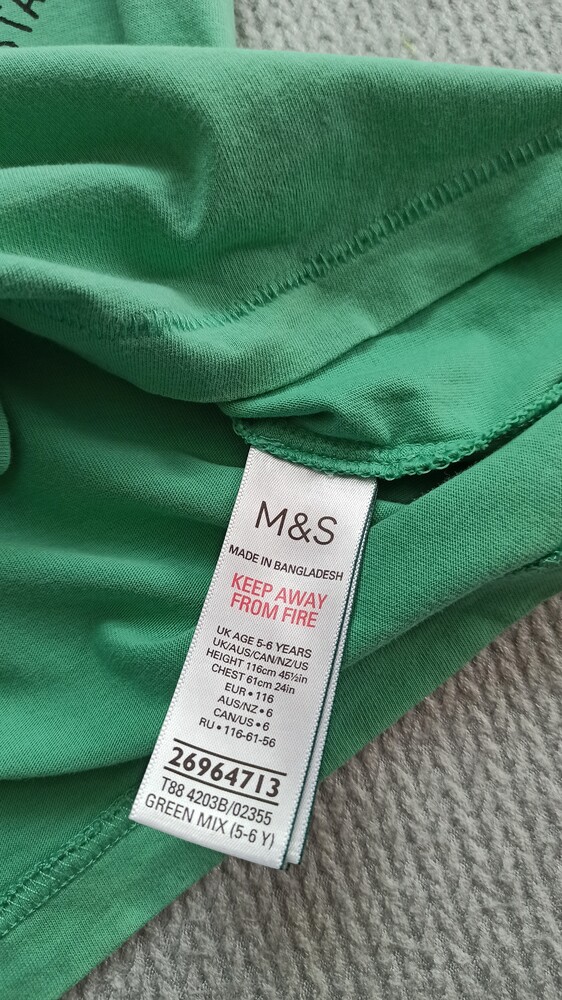 M&S
MADE IN BANGLADESH
KEEP AWAY
FROM FIRE
UK AGE 5-6 YEARS
UK/AUS/CAN/NZ/US
HEIGHT 116cm 45½in
CHEST 61cm 24in
EUR • 116
AUS/NZ • 6
CAN/US • 6
RU • 116-61-56
26964713
T88 4203B/02355
GREEN MIX (5-6 Y)